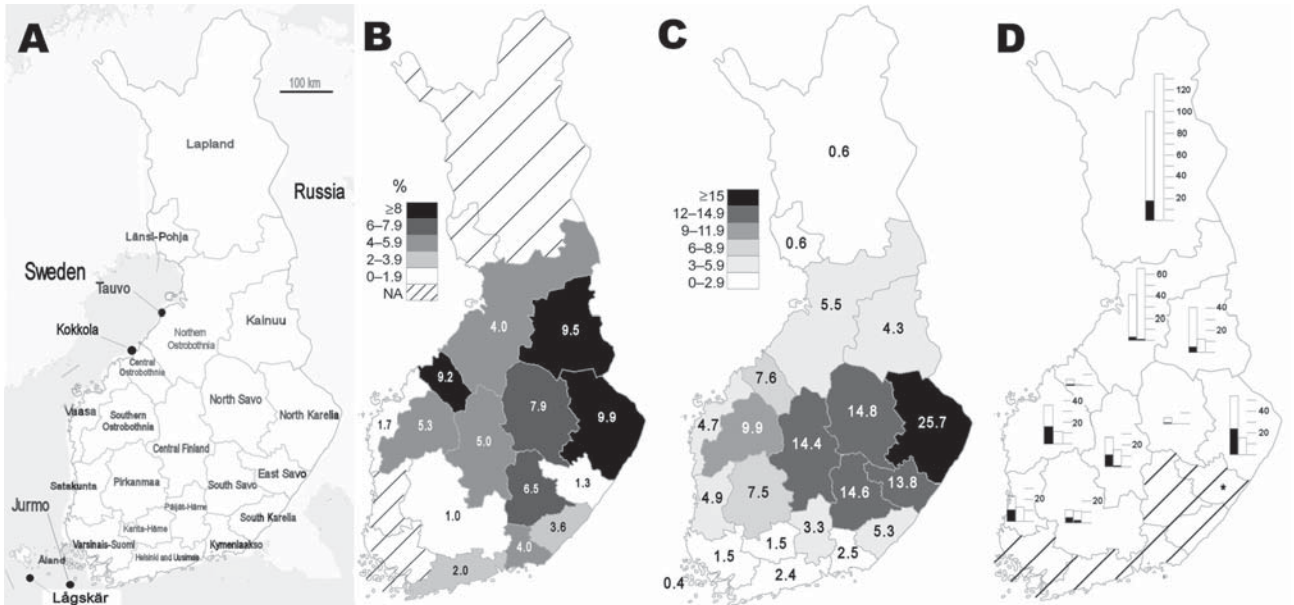 A
100 km
Lapland
Russia
Länsi-Pohja
Sweden
Tauvo
Kainuu
Kokkola
Northern
Ostrobothnia
Central
Ostrobothnia
Vaasa
Southern
Ostrobothnia
North Savo
North Karelia
Central Finland
East Savo
Satakunta
Pirkanmaa
South Savo
Päijät-Häme
Jurmo
South Karelia
Kanta-Häme
Varsinais-Suomi
Helsinki and Uusimaa
Kymenlaakso
Åland
Lågskär
B
%
≥8
6–7.9
4–5.9
2–3.9
0–1.9
NA
4.0
9.5
9.2
7.9
9.9
1.7
5.3
5.0
6.5
1.3
1.0
3.6
4.0
2.0
C
≥15
12–14.9
9–11.9
6–8.9
3–5.9
0–2.9
0.6
0.6
5.5
4.3
7.6
14.8
25.7
4.7
9.9
14.4
13.8
14.6
4.9
7.5
3.3
5.3
1.5
1.5
2.5
2.4
0.4
D
120
100
80
60
40
20
60
40
20
40
20
20
40
20
20
*
20
20